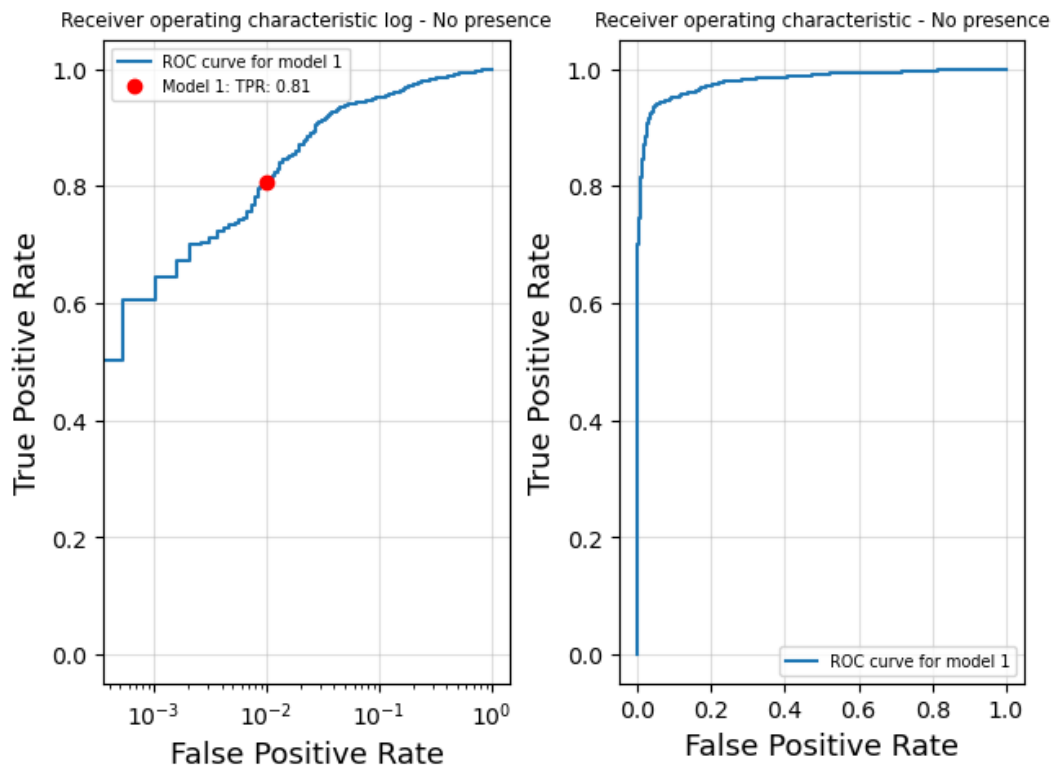 Receiver operating characteristic log - No presence
ROC curve for model 1
Model 1: TPR: 0.81
1.0
0.8
0.6
0.4
0.2
0.0
True Positive Rate
10⁻³
10⁻²
10⁻¹
10⁰
False Positive Rate
Receiver operating characteristic - No presence
1.0
0.8
0.6
0.4
0.2
0.0
True Positive Rate
ROC curve for model 1
0.0
0.2
0.4
0.6
0.8
1.0
False Positive Rate